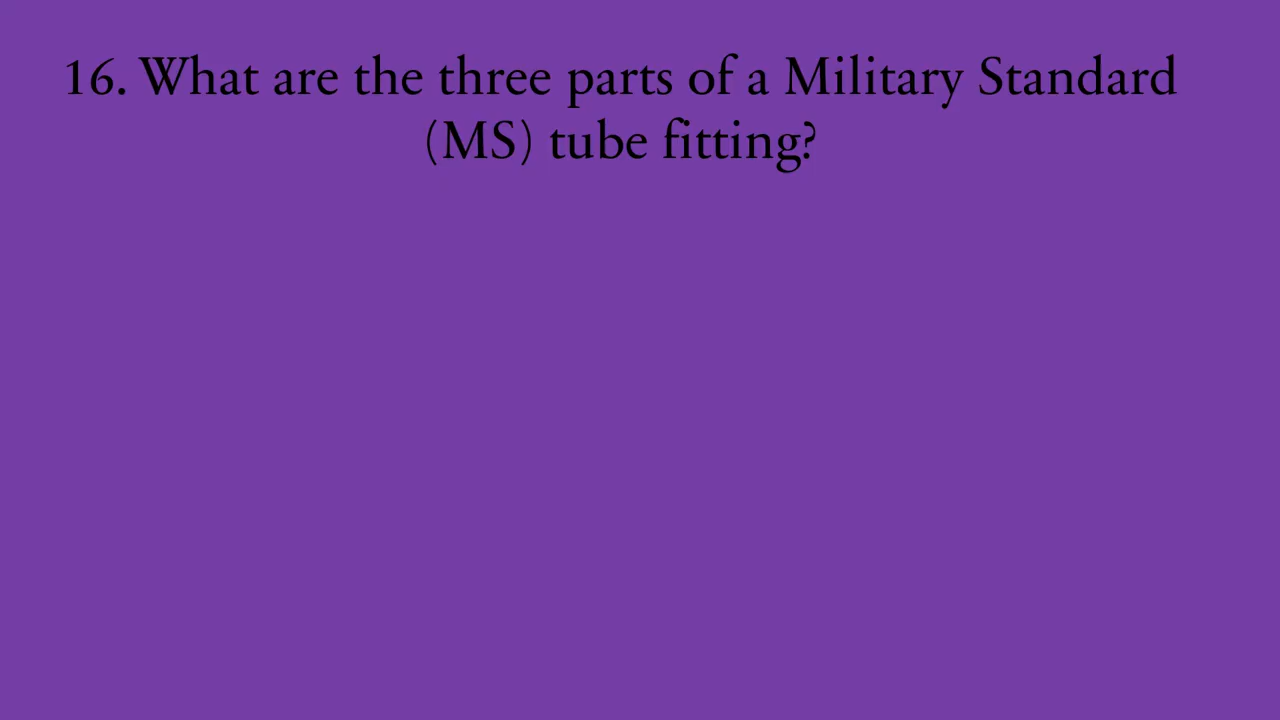 16. What are the three parts of a Military Standard
(MS) tube fitting?